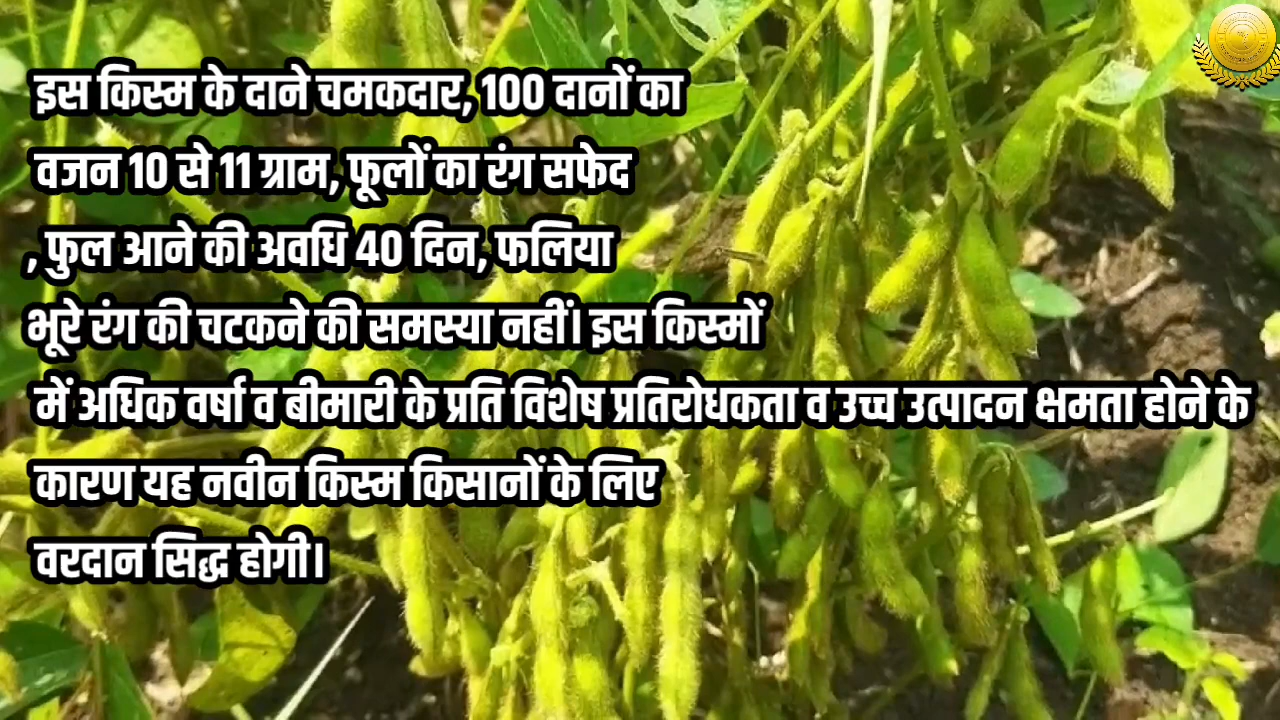 इस किस्म के दाने चमकदार, 100 दानों का
वजन 10 से 11 ग्राम, फूलों का रंग सफेद
, फुल आने की अवधि 40 दिन, फलिया
भूरे रंग की चटकने की समस्या नहीं। इस किस्मों
में अधिक वर्षा व बीमारी के प्रति विशेष प्रतिरोधकता व उच्च उत्पादन क्षमता होने के
कारण यह नवीन किस्म किसानों के लिए
वरदान सिद्ध होगी।